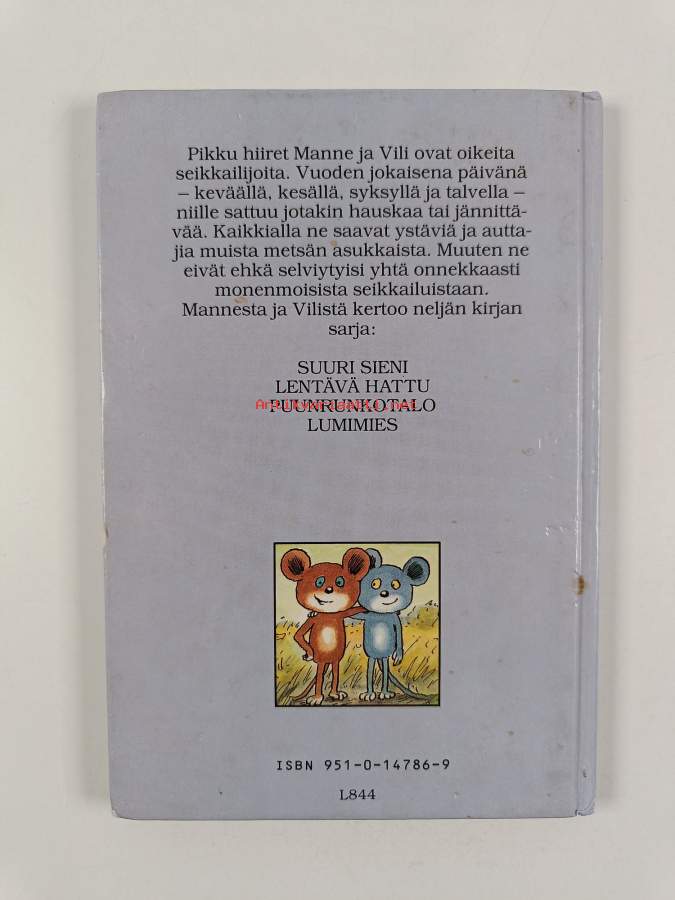 Pikku hiiret Manne ja Vili ovat oikeita
seikkailijoita. Vuoden jokaisena päivänä
– keväällä, kesällä, syksyllä ja talvella –
niille sattuu jotakin hauskaa tai jännittä-
vää. Kaikkialla ne saavat ystäviä ja autta-
jia muista metsän asukkaista. Muuten ne
eivät ehkä selviytyisi yhtä onnekkaasti
monenmoisista seikkailuistaan.
Mannesta ja Vilistä kertoo neljän kirjan
sarja:
SUURI SIENI
LENTÄVÄ HATTU
PUUNRUNKOTALO
Antikvariaatti.net
LUMIMIES
ISBN 951-0-14786-9
L844